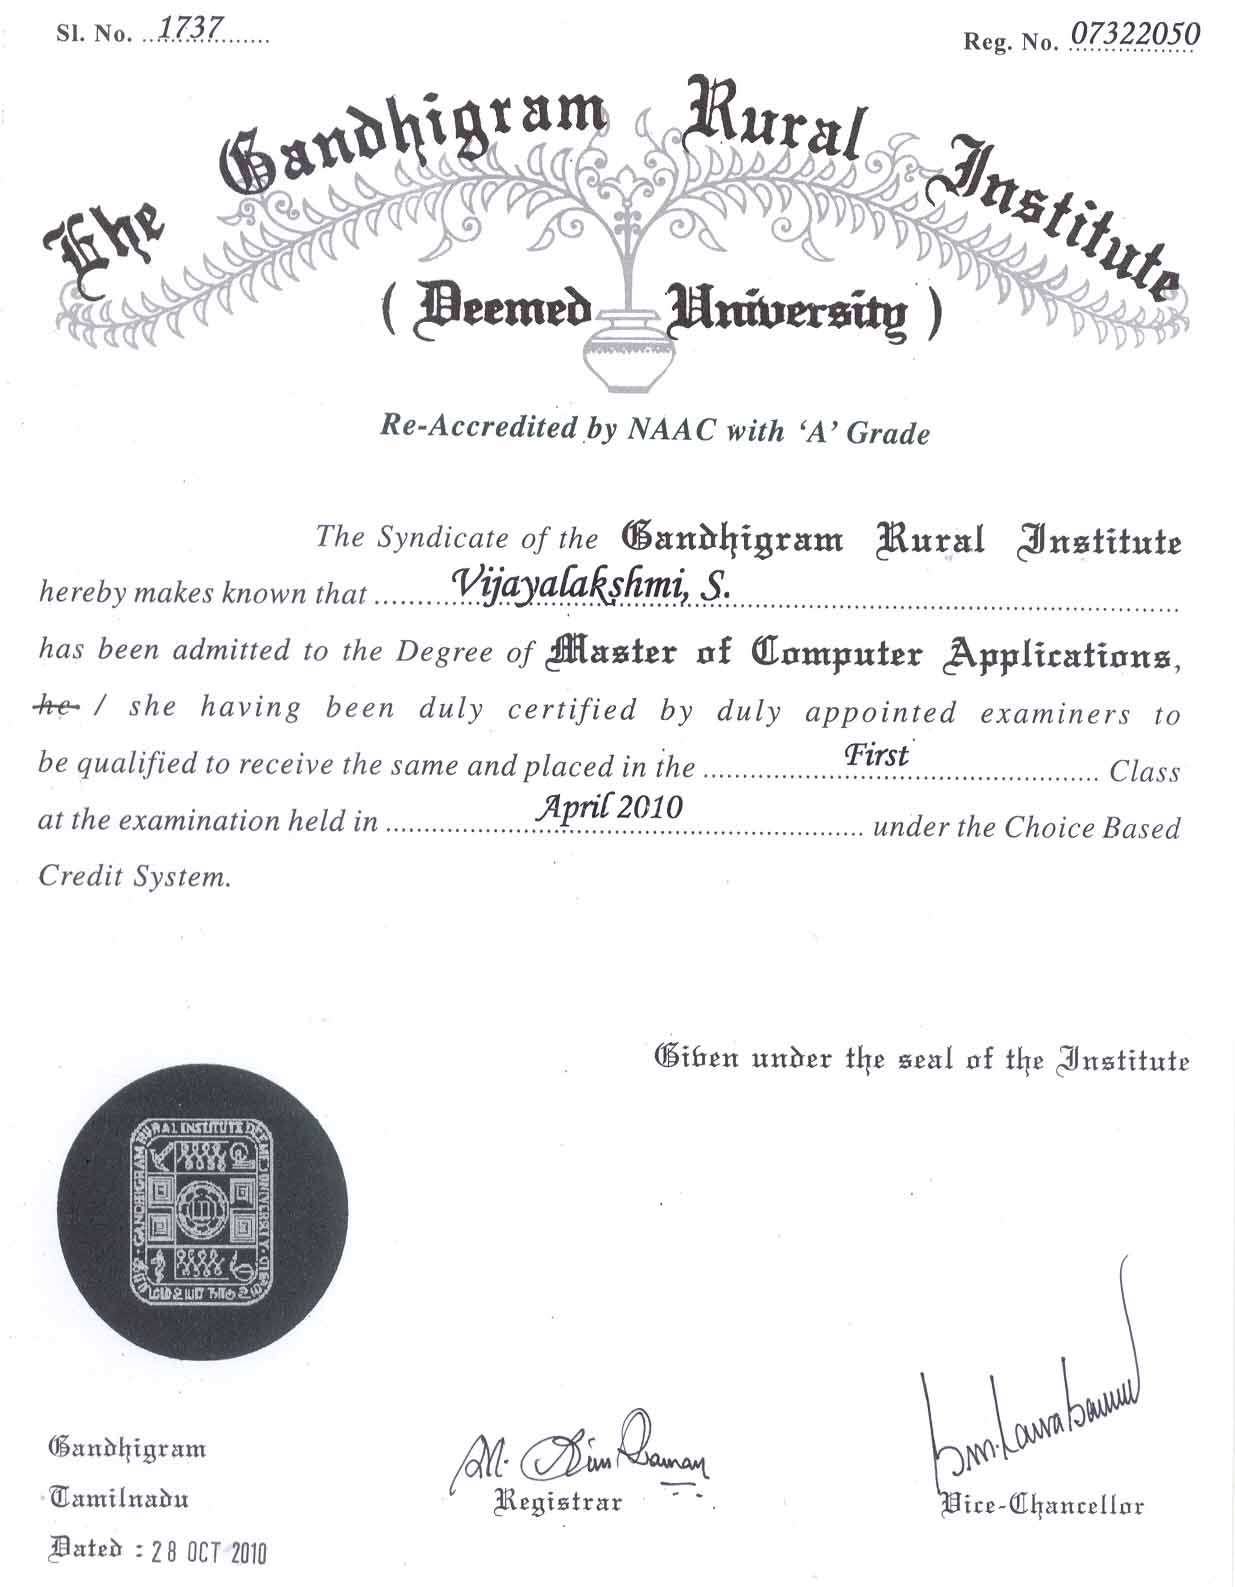 Sl. No. ..1737.......
Reg. No. 07322050
The Gandhigram Rural Institute
( Deemed University )
Re-Accredited by NAAC with ‘A’ Grade
The Syndicate of the Gandhigram Rural Institute
hereby makes known that ......... Vijayalakshmi, S. .........
has been admitted to the Degree of Master of Computer Applications,
he / she having been duly certified by duly appointed examiners to
be qualified to receive the same and placed in the ......... First ......... Class
at the examination held in ......... April 2010 ......... under the Choice Based
Credit System.
Given under the seal of the Institute
GANDHIGRAM RURAL INSTITUTE DEEMED UNIVERSITY
Gandhigram
Tamilnadu
Dated : 28 OCT 2010
Registrar
Vice-Chancellor